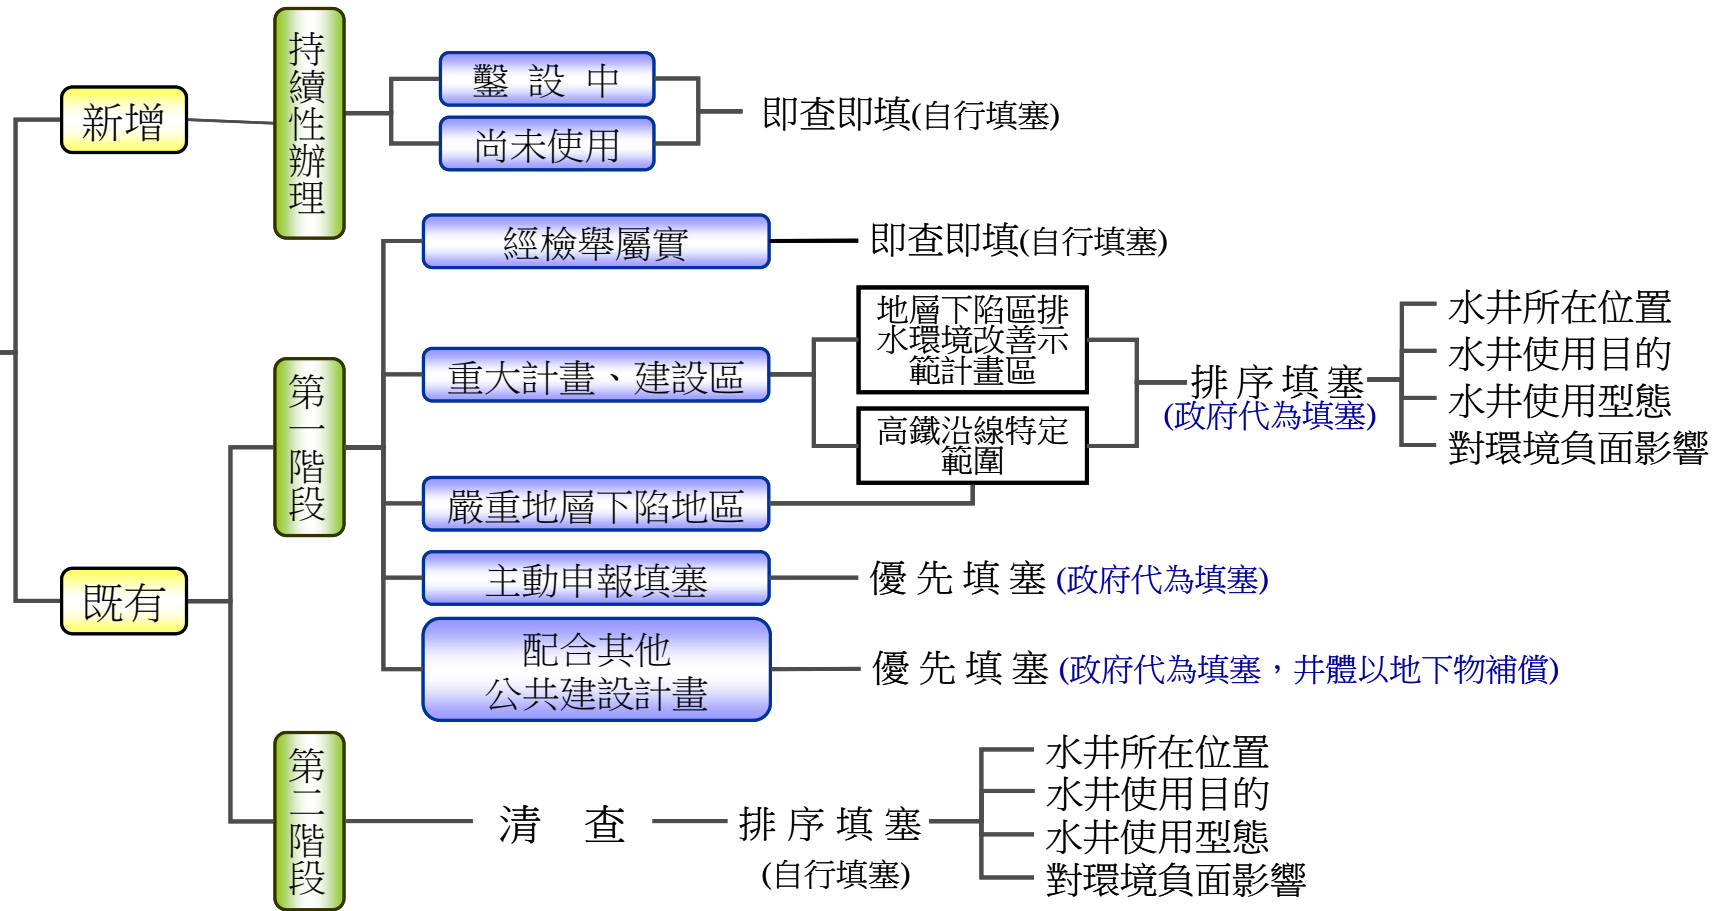 新增
持續性辦理
鑿 設 中
尚未使用
即查即填(自行填塞)
既有
第一階段
經檢舉屬實
即查即填(自行填塞)
重大計畫、建設區
地層下陷區排
水環境改善示
範計畫區
高鐵沿線特定
範圍
排 序 填 塞
(政府代為填塞)
水井所在位置
水井使用目的
水井使用型態
對環境負面影響
嚴重地層下陷地區
主動申報填塞
優 先 填 塞 (政府代為填塞)
配合其他
公共建設計畫
優 先 填 塞 (政府代為填塞，井體以地下物補償)
第二階段
清 查
排 序 填 塞
(自行填塞)
水井所在位置
水井使用目的
水井使用型態
對環境負面影響